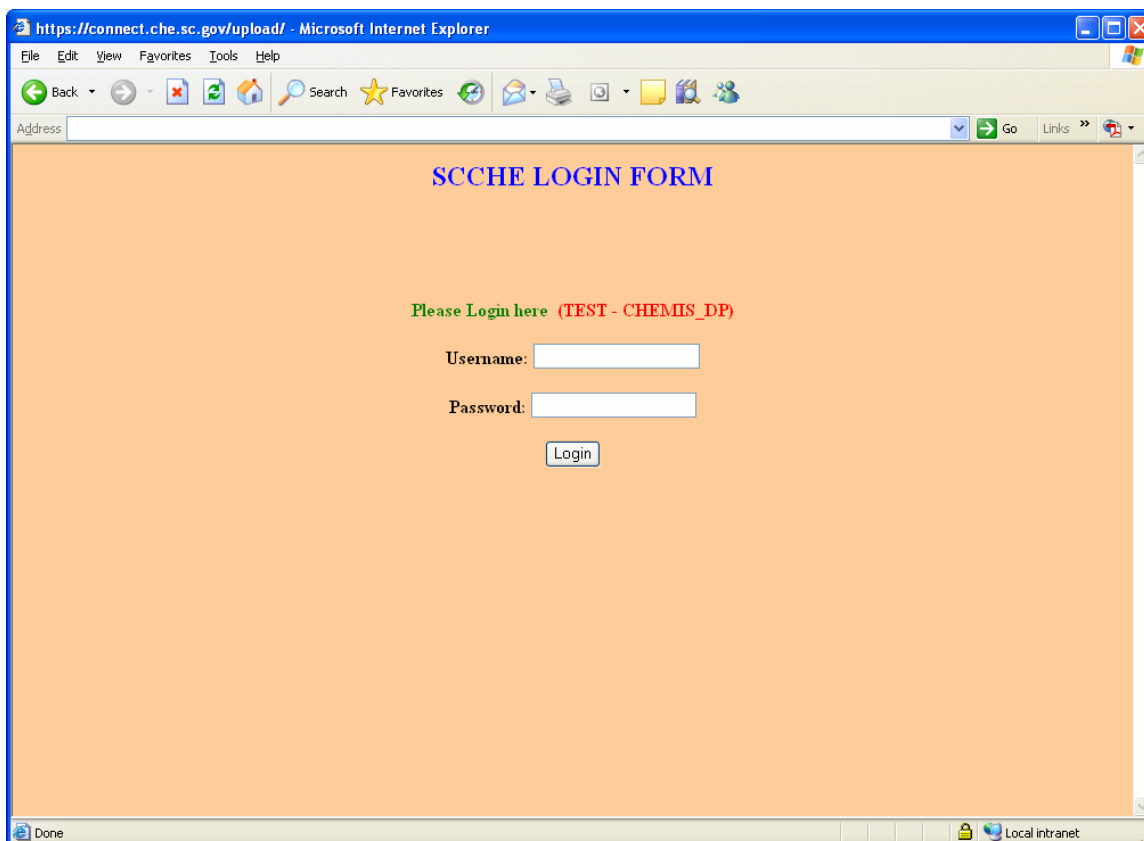 https://connect.che.sc.gov/upload/ - Microsoft Internet Explorer
File Edit View Favorites Tools Help
Back Search Favorites
Address Go Links »
SCCHE LOGIN FORM
Please Login here (TEST - CHEMIS_DP)
Username:
Password:
Login
Done Local intranet